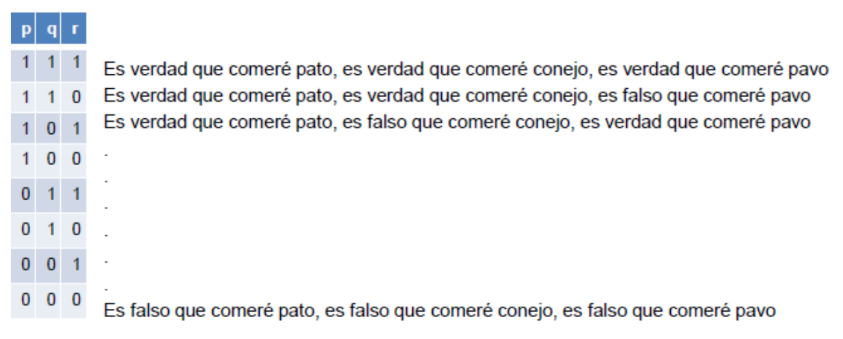 p q r
1 1 1 Es verdad que comeré pato, es verdad que comeré conejo, es verdad que comeré pavo
1 1 0 Es verdad que comeré pato, es verdad que comeré conejo, es falso que comeré pavo
1 0 1 Es verdad que comeré pato, es falso que comeré conejo, es verdad que comeré pavo
1 0 0 .
.
0 1 1 .
0 1 0 .
0 0 1 .
.
0 0 0 Es falso que comeré pato, es falso que comeré conejo, es falso que comeré pavo